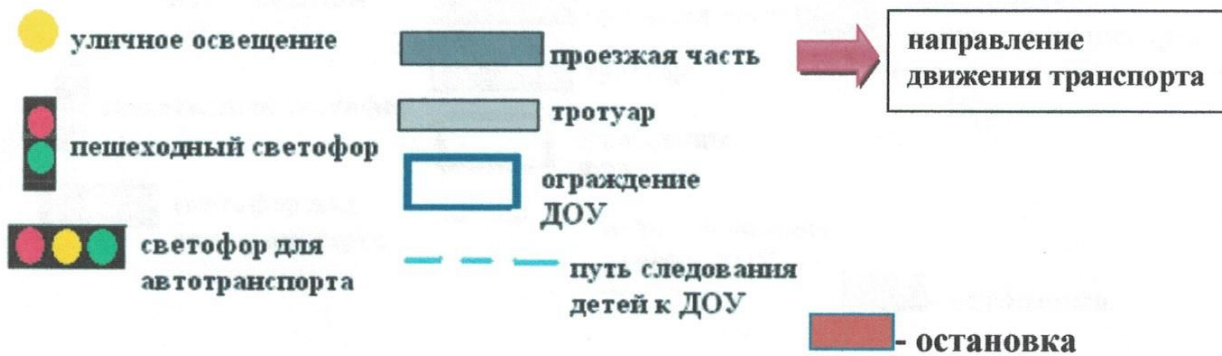 уличное освещение
пешеходный светофор
светофор для
автотранспорта
проезжая часть
тротуар
ограждение
ДОУ
путь следования
детей к ДОУ
направление
движения транспорта
- остановка